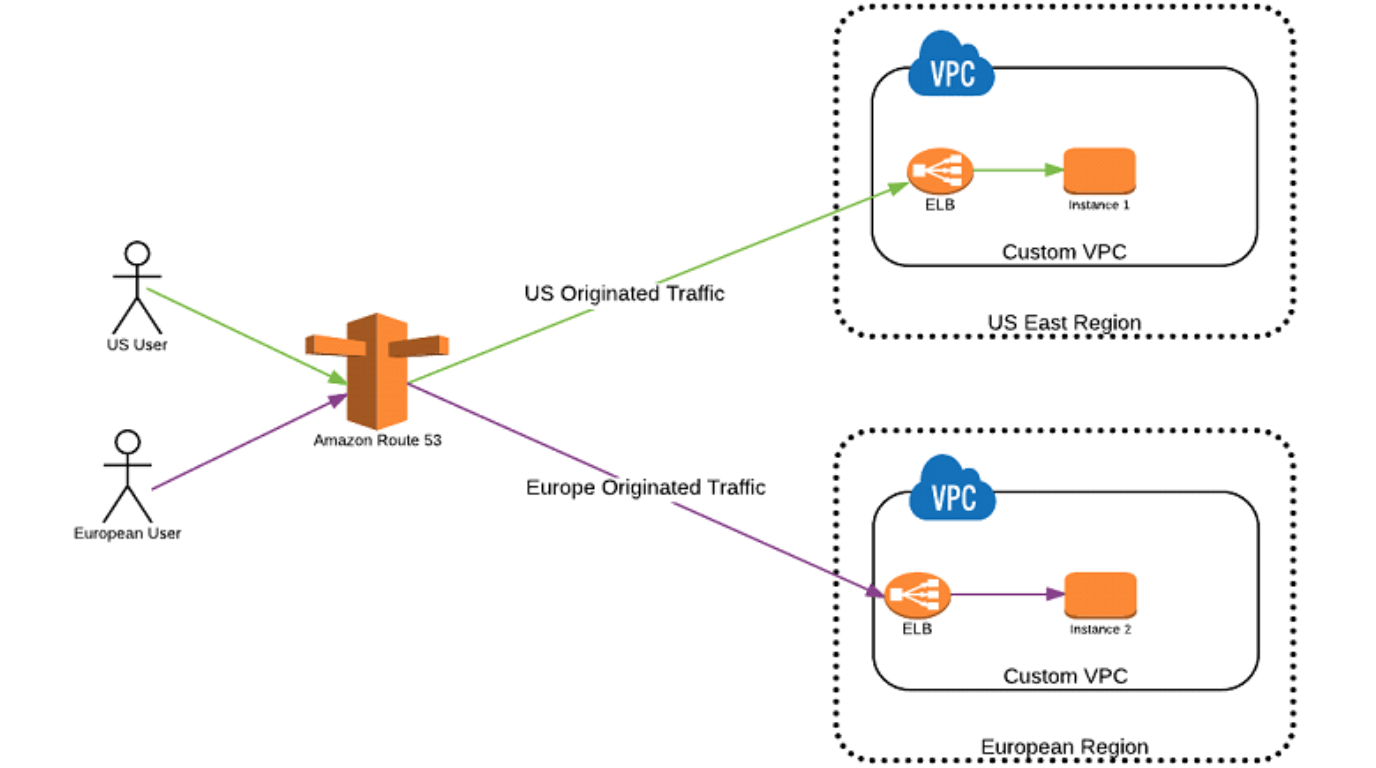 VPC
ELB
Instance 1
Custom VPC
US East Region
US Originated Traffic
US User
Amazon Route 53
European User
Europe Originated Traffic
VPC
ELB
Instance 2
Custom VPC
European Region